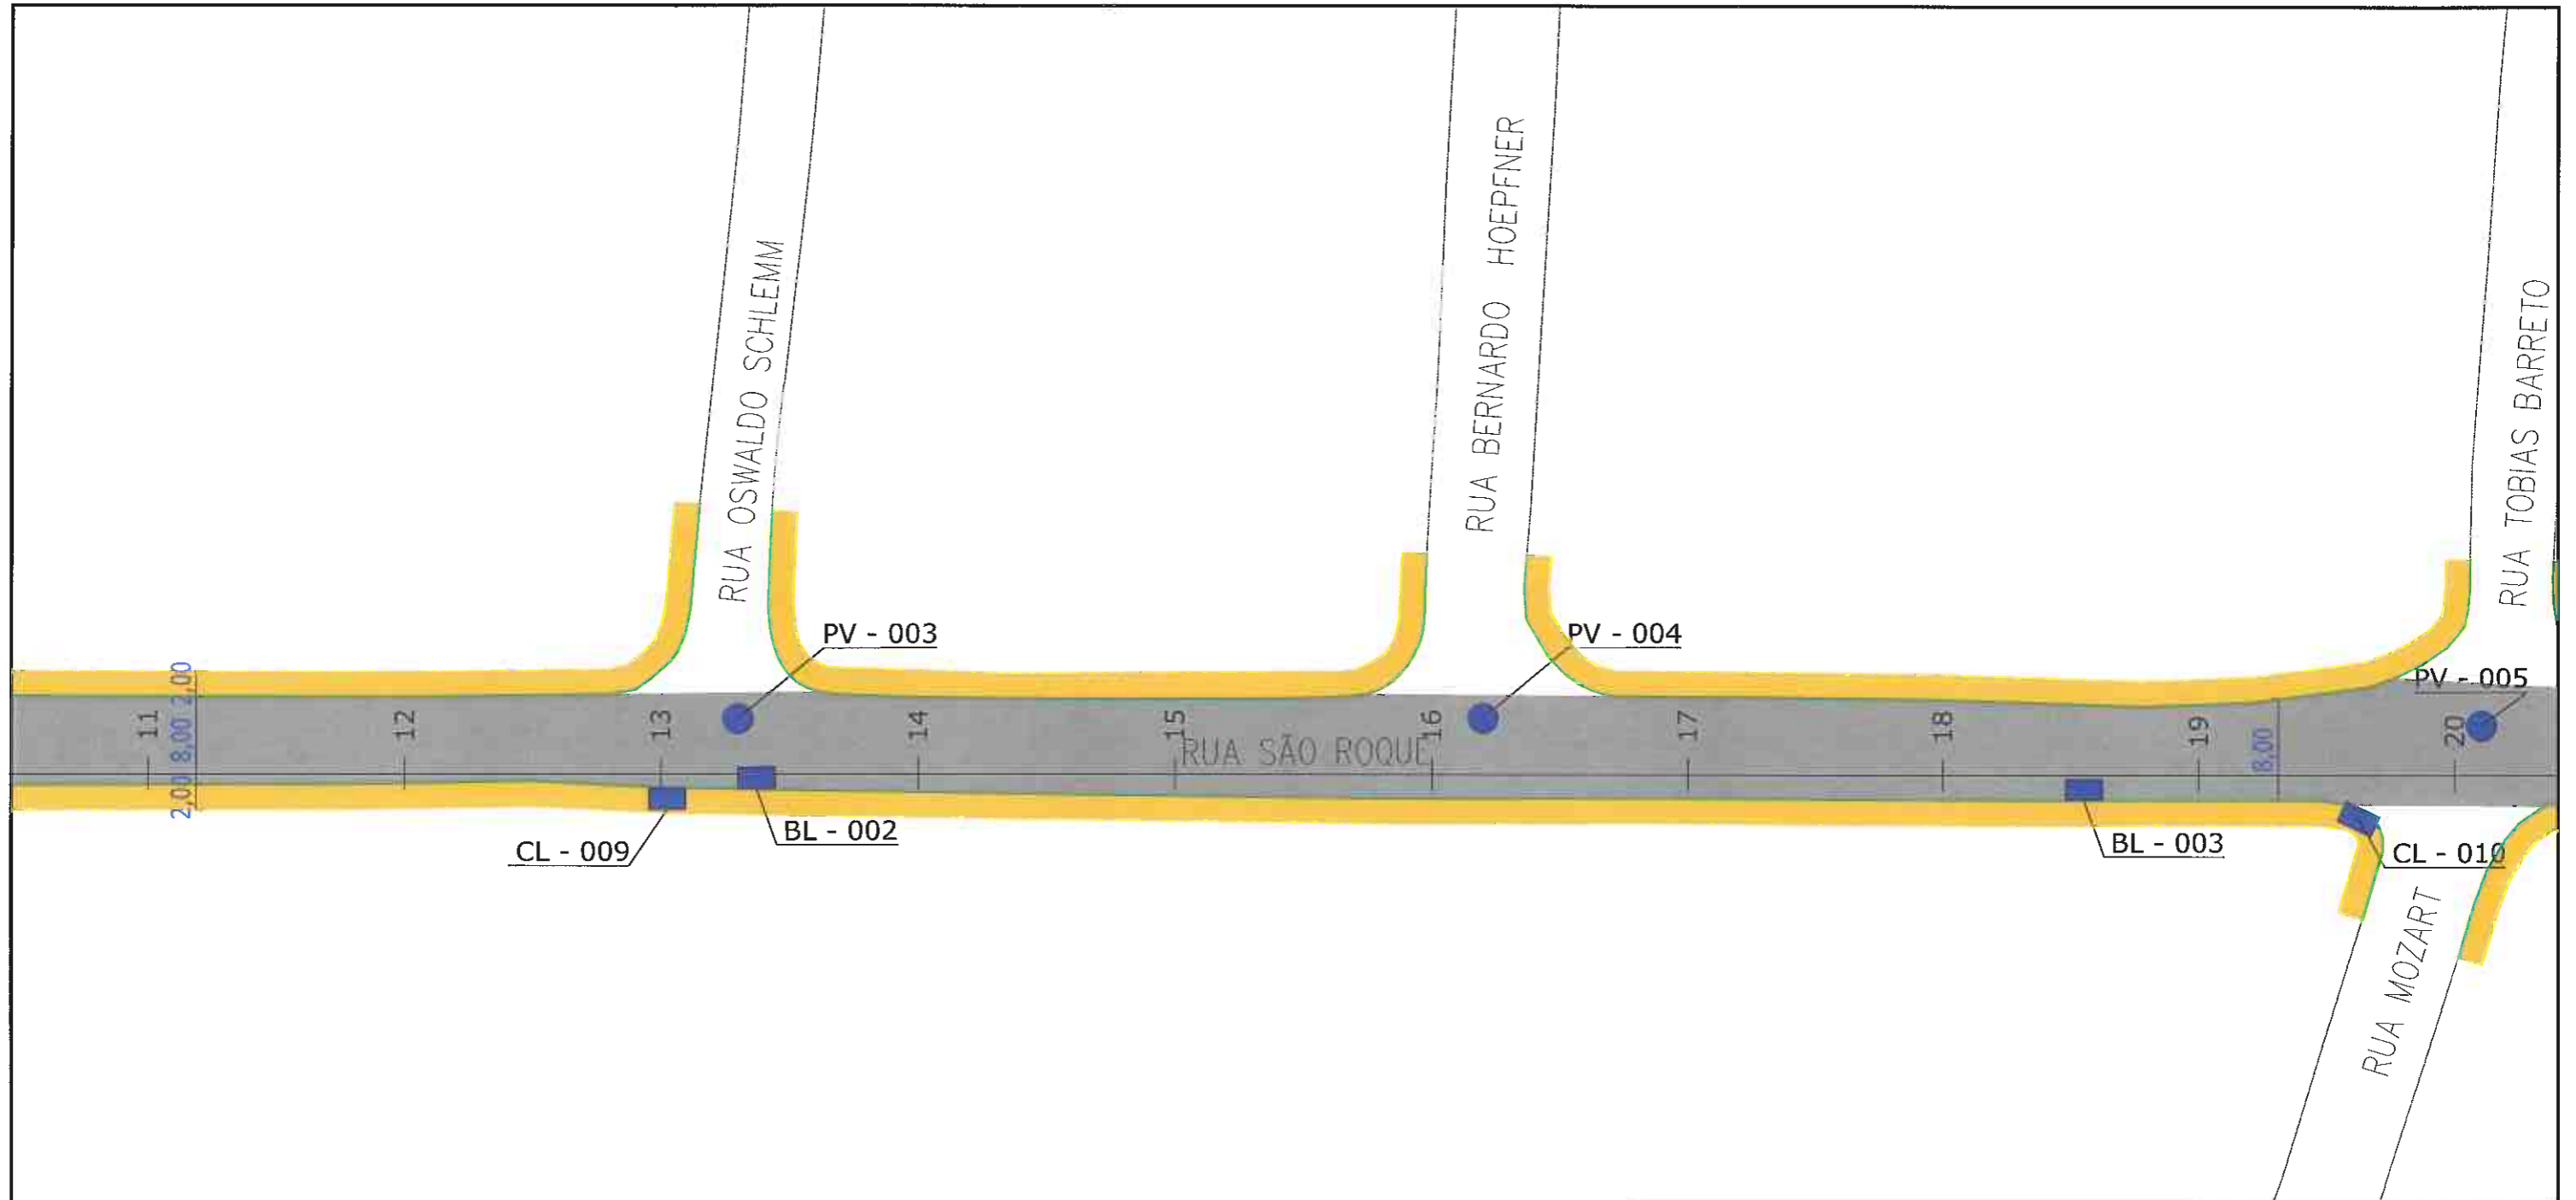 RUA OSWALDO SCHLEMM
RUA BERNARDO HOEPFNER
RUA TOBIAS BARRETO
PV - 003
PV - 004
PV - 005
2,00
8,00
2,00
11
12
13
14
15
16
17
18
19
20
RUA SÃO ROQUE
8,00
CL - 009
BL - 002
BL - 003
CL - 010
RUA MOZART